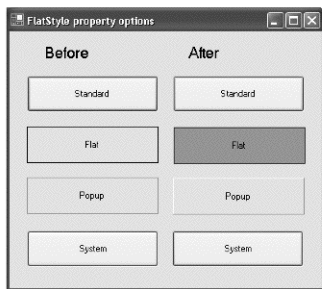 FlatStyle property options
Before After
Standard Standard
Flat Flat
Popup Popup
System System